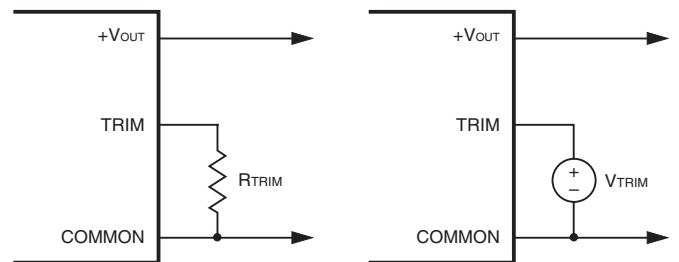 +VOUT
TRIM
RTRIM
COMMON
+VOUT
TRIM
+
–
VTRIM
COMMON